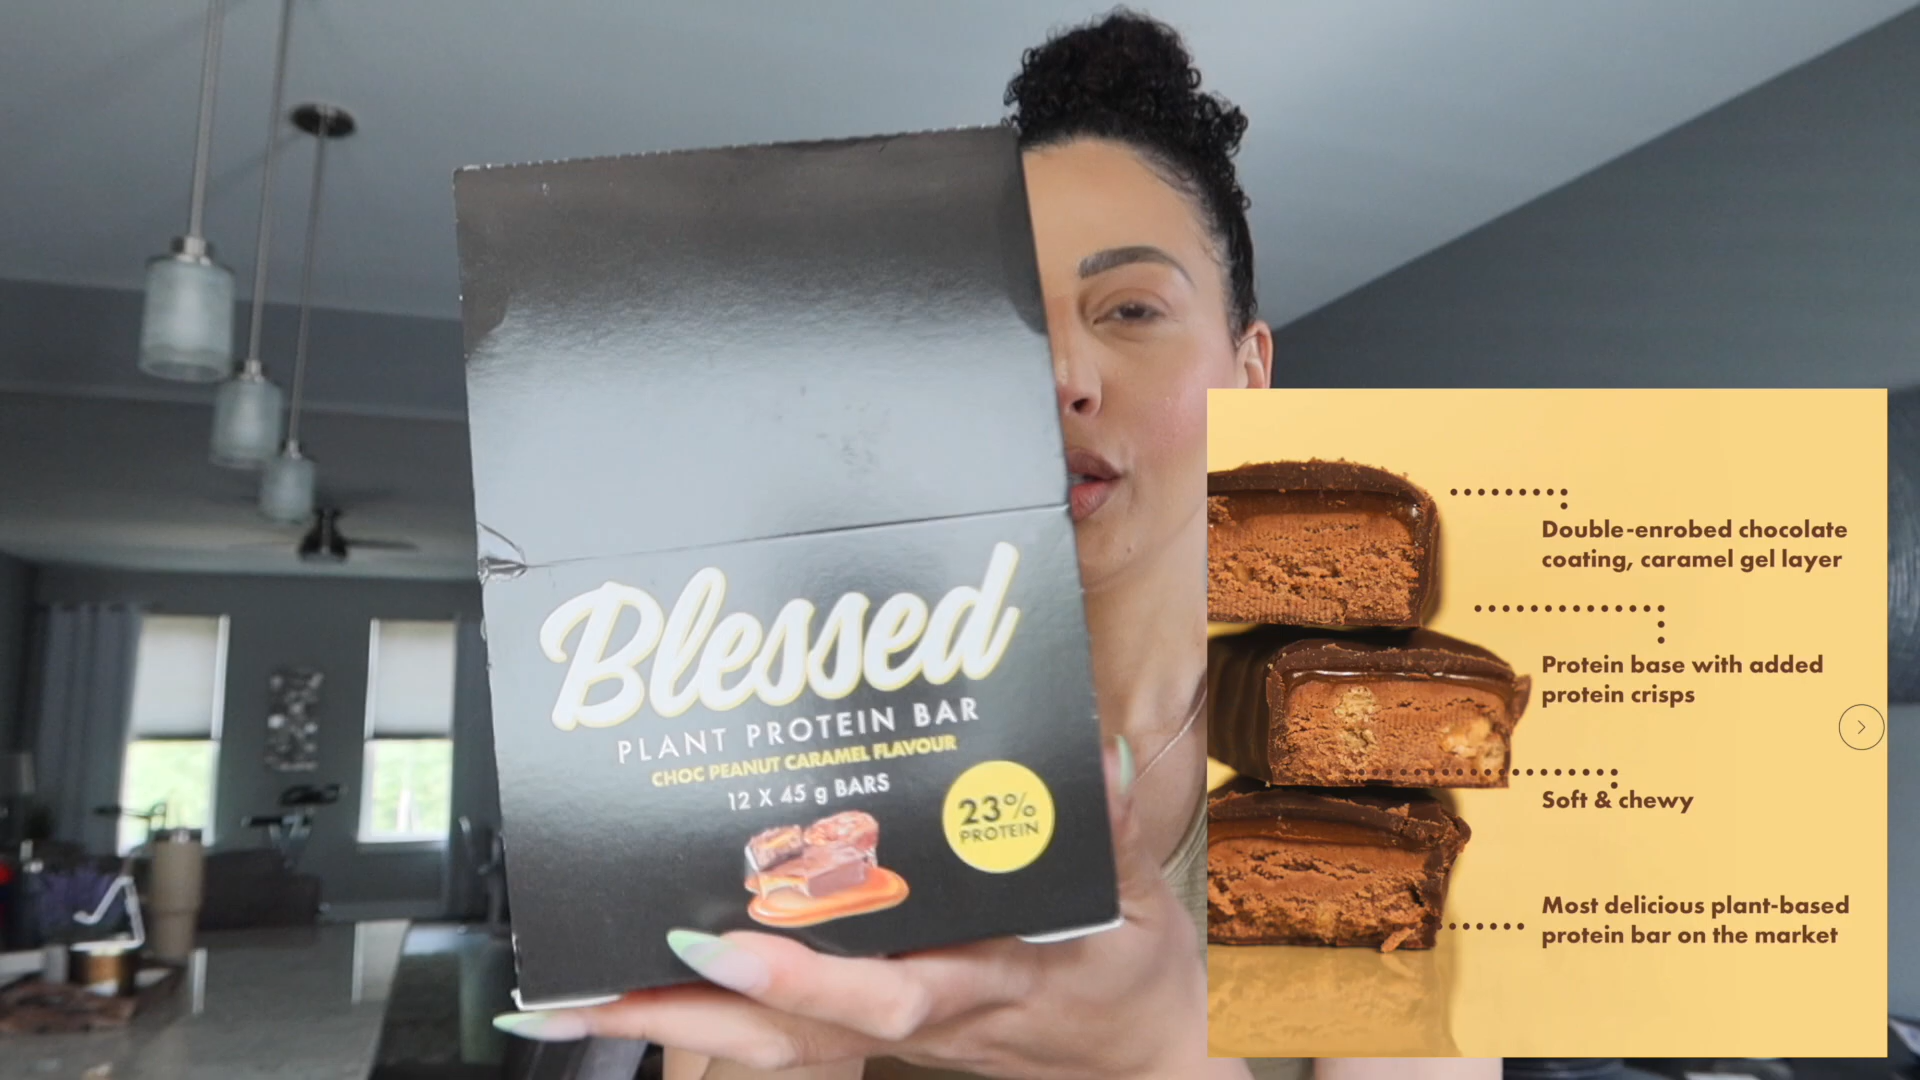 Blessed
PLANT PROTEIN BAR
CHOC PEANUT CARAMEL FLAVOUR
12 X 45 g BARS
23%
PROTEIN
Double-enrobed chocolate
coating, caramel gel layer
Protein base with added
protein crisps
Soft & chewy
Most delicious plant-based
protein bar on the market